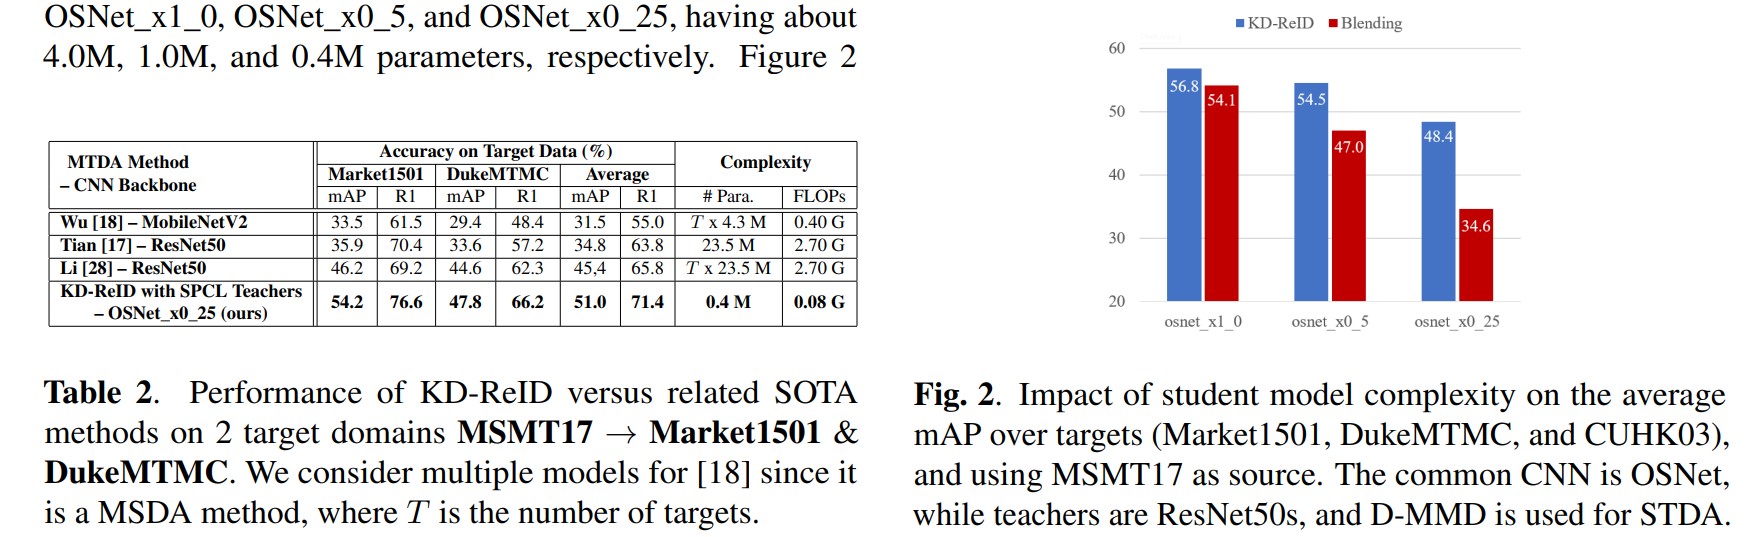 OSNet_x1_0, OSNet_x0_5, and OSNet_x0_25, having about
4.0M, 1.0M, and 0.4M parameters, respectively. Figure 2
MTDA Method
– CNN Backbone
Accuracy on Target Data (%)
Complexity
Market1501 DukeMTMC Average
mAP R1 mAP R1 mAP R1 # Para. FLOPs
Wu [18] – MobileNetV2 33.5 61.5 29.4 48.4 31.5 55.0 T x 4.3 M 0.40 G
Tian [17] – ResNet50 35.9 70.4 33.6 57.2 34.8 63.8 23.5 M 2.70 G
Li [28] – ResNet50 46.2 69.2 44.6 62.3 45,4 65.8 T x 23.5 M 2.70 G
KD-ReID with SPCL Teachers
– OSNet_x0_25 (ours)
54.2 76.6 47.8 66.2 51.0 71.4 0.4 M 0.08 G
Table 2. Performance of KD-ReID versus related SOTA
methods on 2 target domains MSMT17 → Market1501 &
DukeMTMC. We consider multiple models for [18] since it
is a MSDA method, where T is the number of targets.
KD-ReID Blending
60
50
40
30
20
56.8
54.1
54.5
47.0
48.4
34.6
osnet_x1_0 osnet_x0_5 osnet_x0_25
Fig. 2. Impact of student model complexity on the average
mAP over targets (Market1501, DukeMTMC, and CUHK03),
and using MSMT17 as source. The common CNN is OSNet,
while teachers are ResNet50s, and D-MMD is used for STDA.